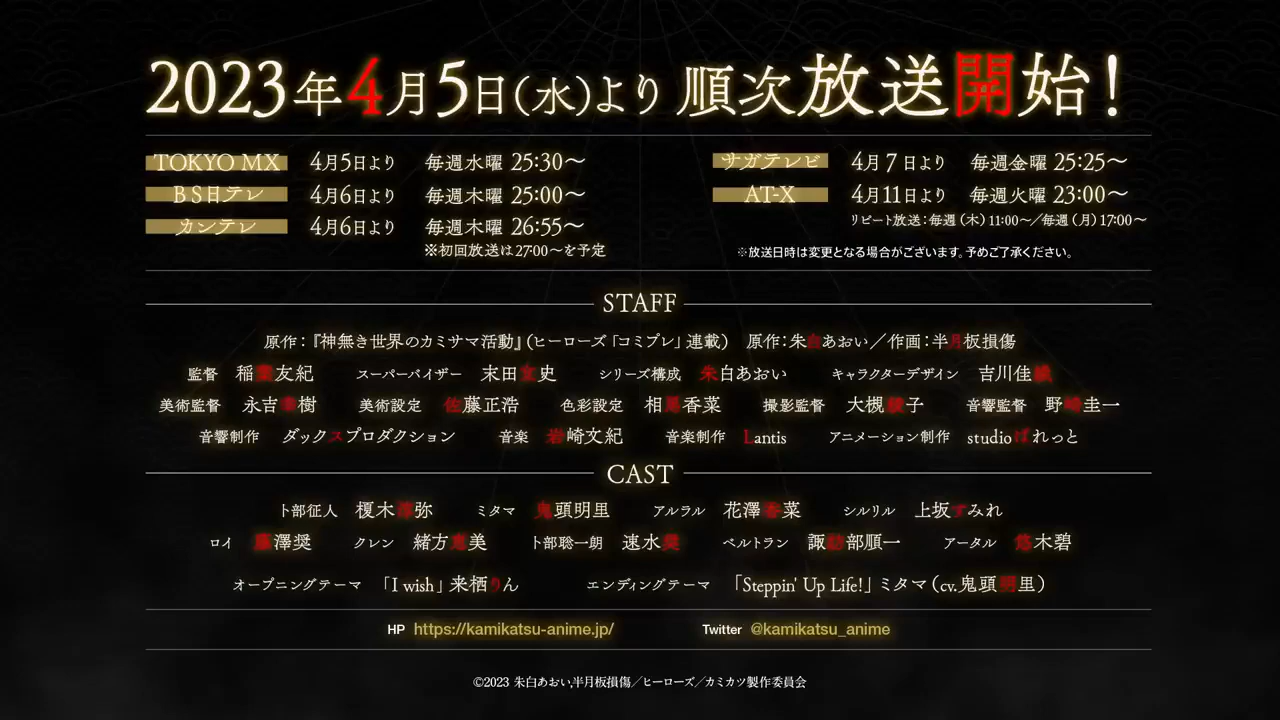 2023年4月5日(水)より 順次放送開始!
TOKYO MX 4月5日より 毎週水曜 25:30〜
BS日テレ 4月6日より 毎週木曜 25:00〜
カンテレ 4月6日より 毎週木曜 26:55〜
※初回放送は27:00〜を予定
サガテレビ 4月7日より 毎週金曜 25:25〜
AT-X 4月11日より 毎週火曜 23:00〜
リピート放送:毎週(木)11:00〜/毎週(月)17:00〜
※放送日時は変更となる場合がございます。予めご了承ください。
STAFF
原作:『神無き世界のカミサマ活動』(ヒーローズ「コミプレ」連載) 原作:朱白あおい/作画:半月板損傷
監督 稲葉友紀 スーパーバイザー 末田宜史 シリーズ構成 朱白あおい キャラクターデザイン 吉川佳織
美術監督 永吉幸樹 美術設定 佐藤正浩 色彩設定 相馬香菜 撮影監督 大槻綾子 音響監督 野崎圭一
音響制作 ダックスプロダクション 音楽 岩崎文紀 音楽制作 Lantis アニメーション制作 studioぱれっと
CAST
卜部征人 榎木淳弥 ミタマ 鬼頭明里 アルラル 花澤香菜 シルリル 上坂すみれ
ロイ 藤澤奨 クレン 緒方恵美 卜部聡一朗 速水奨 ベルトラン 諏訪部順一 アータル 悠木碧
オープニングテーマ 「I wish」来栖りん エンディングテーマ 「Steppin' Up Life!」ミタマ(cv.鬼頭明里)
HP https://kamikatsu-anime.jp/ Twitter @kamikatsu_anime
©2023 朱白あおい,半月板損傷/ヒーローズ/カミカツ製作委員会